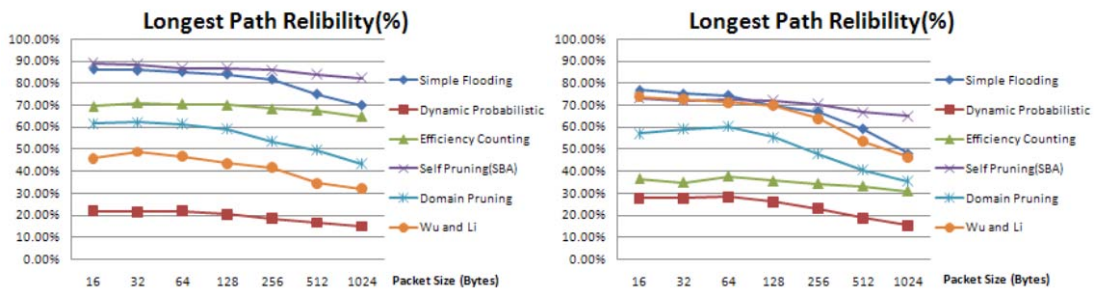 Longest Path Relibility(%)
100.00%
90.00%
80.00%
70.00%
60.00%
50.00%
40.00%
30.00%
20.00%
10.00%
0.00%
16 32 64 128 256 512 1024
Packet Size (Bytes)
Simple Flooding
Dynamic Probabilistic
Efficiency Counting
Self Pruning(SBA)
Domain Pruning
Wu and Li
Longest Path Relibility(%)
100.00%
90.00%
80.00%
70.00%
60.00%
50.00%
40.00%
30.00%
20.00%
10.00%
0.00%
16 32 64 128 256 512 1024
Packet Size (Bytes)
Simple Flooding
Dynamic Probabilistic
Efficiency Counting
Self Pruning(SBA)
Domain Pruning
Wu and Li